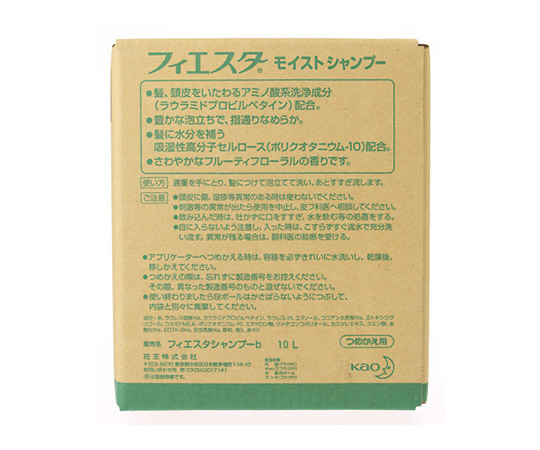 フィエスタ® モイストシャンプー
●髪、頭皮をいたわるアミノ酸系洗浄成分
(ラウラミドプロピルベタイン)配合。
●豊かな泡立ちで、指通りなめらか。
●髪に水分を補う
吸湿性高分子セルロース(ポリクオタニウム-10)配合。
●さわやかなフルーティフローラルの香りです。
使い方 適量を手にとり、髪につけて泡立てて洗い、あとすすぎ流します。
ご注意 ●頭皮に傷、湿疹等異常のある時は使わないでください。
●刺激等の異常が出たら使用を中止し、皮フ科医へ相談してください。
●飲み込んだ時は、吐かずに口をすすぎ、水を飲む等の処置をする。
●目に入らないよう注意し、入った時は、こすらずすぐ流水で充分洗
い流す。異常が残る場合は、眼科医の診断を受ける。
●アプリケーターへつめかえる時は、容器を必ずきれいに水洗いし、乾燥後、
移しかえてください。
●つめかえの際は、忘れずに製造番号をお控えください。
その際、異なった製造番号のものと混ぜないでください。
●使い終わりましたら段ボールはかさばらないようにつぶして、
内袋と別々に廃棄してください。
販売名 フィエスタシャンプーb 10L
つめかえ用
花王株式会社
〒103-8210 東京都中央区日本橋茅場町1-14-10
Kao